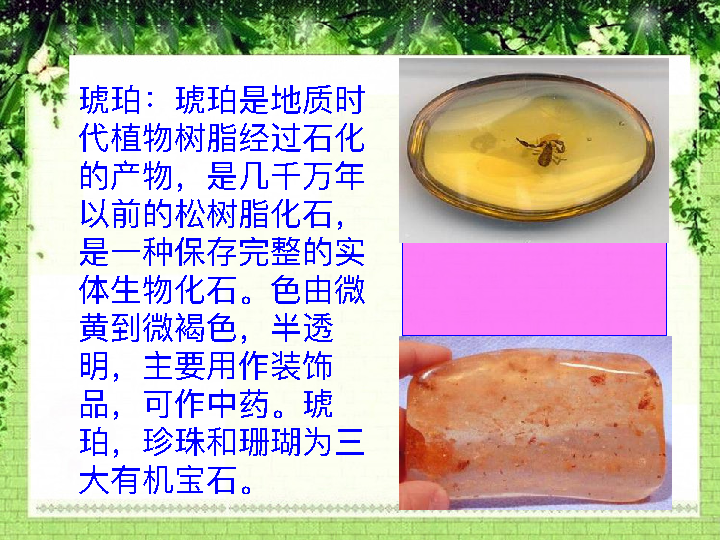 琥珀：琥珀是地质时
代植物树脂经过石化
的产物，是几千万年
以前的松树脂化石，
是一种保存完整的实
体生物化石。色由微
黄到微褐色，半透
明，主要用作装饰
品，可作中药。琥
珀，珍珠和珊瑚为三
大有机宝石。